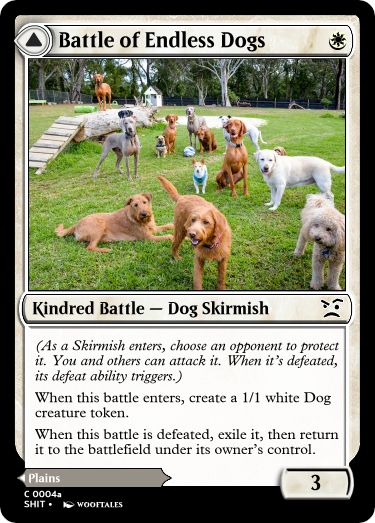 Battle of Endless Dogs
Kindred Battle — Dog Skirmish
(As a Skirmish enters, choose an opponent to protect
it. You and others can attack it. When it's defeated,
its defeat ability triggers.)
When this battle enters, create a 1/1 white Dog
creature token.
When this battle is defeated, exile it, then return
it to the battlefield under its owner's control.
Plains
3
C 0004a
SHIT • WOOFTALES